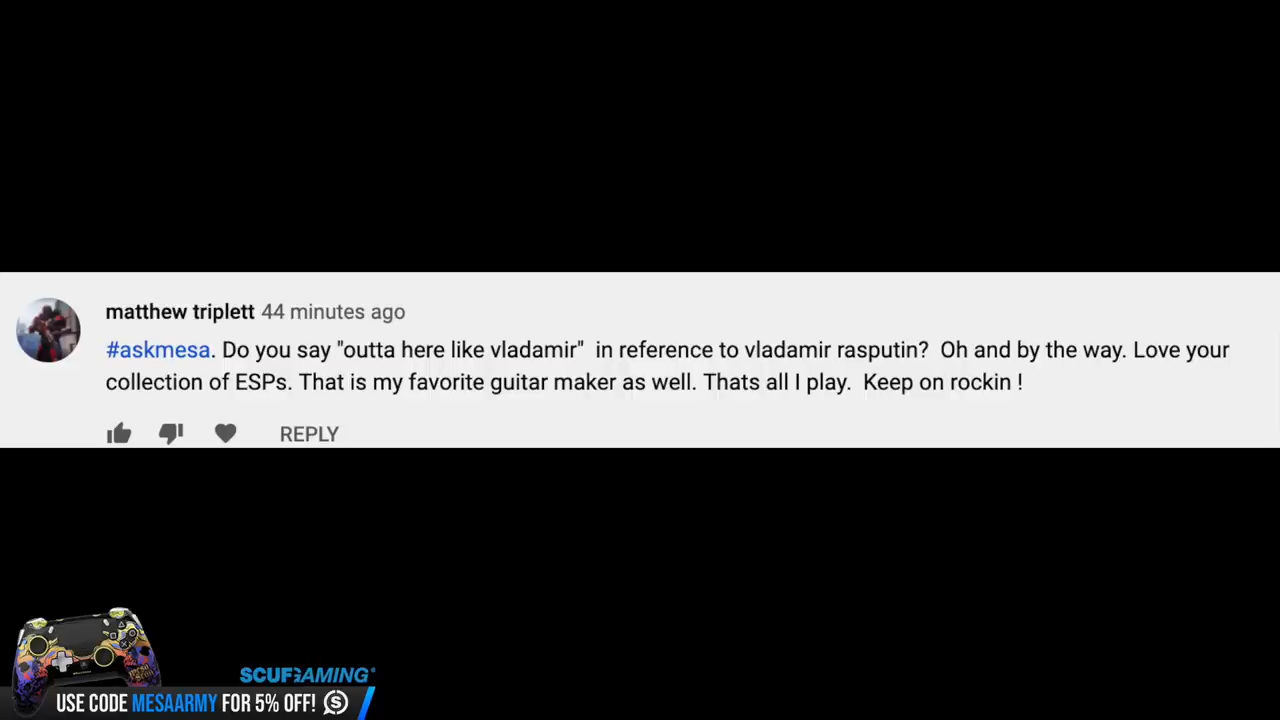 matthew triplett 44 minutes ago
#askmesa. Do you say "outta here like vladamir"  in reference to vladamir rasputin?  Oh and by the way. Love your
collection of ESPs. That is my favorite guitar maker as well. Thats all I play.  Keep on rockin !
REPLY
SCUFGAMING
USE CODE MESAARMY FOR 5% OFF!